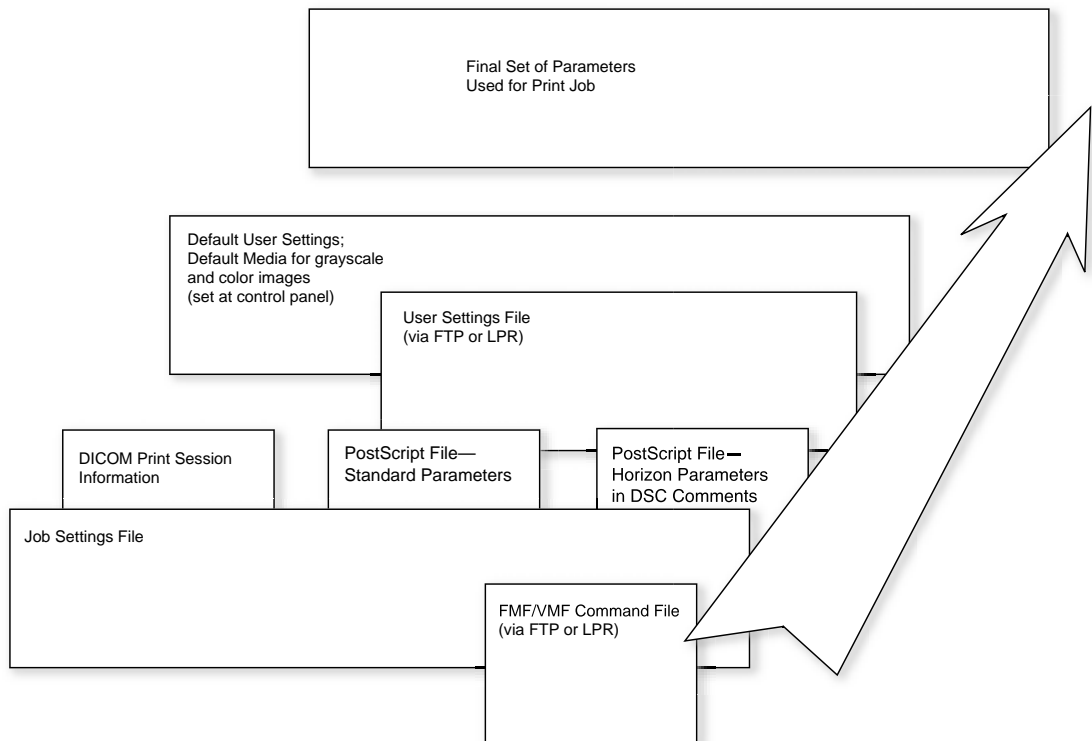 Final Set of Parameters
Used for Print Job
Default User Settings;
Default Media for grayscale
and color images
(set at control panel)
User Settings File
(via FTP or LPR)
DICOM Print Session
Information
PostScript File—
Standard Parameters
PostScript File—
Horizon Parameters
in DSC Comments
Job Settings File
FMF/VMF Command File
(via FTP or LPR)